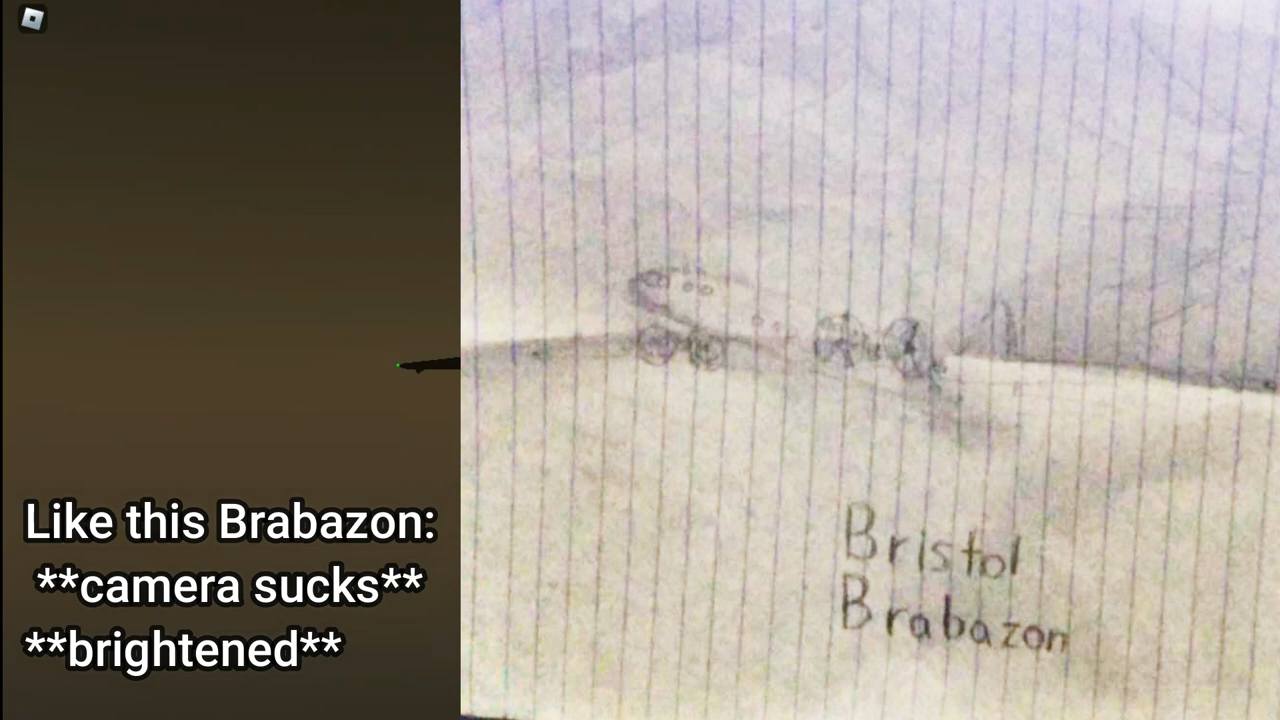 Like this Brabazon:
**camera sucks**
**brightened**
Bristol
Brabazon